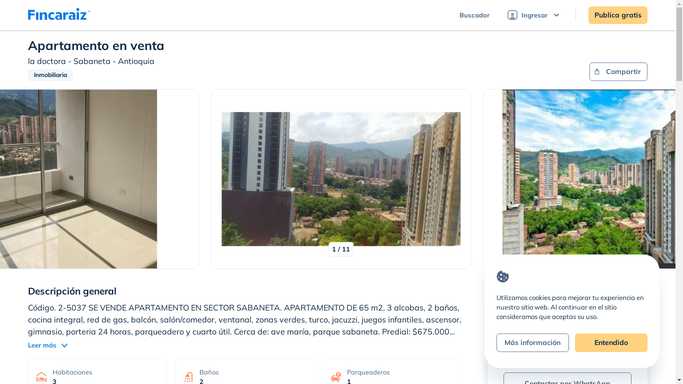 Fincaraiz
Buscador
Ingresar
Publica gratis
Apartamento en venta
la doctora - Sabaneta - Antioquia
Inmobiliaria
Compartir
1 / 11
Descripción general
Código. 2-5037 SE VENDE APARTAMENTO EN SECTOR SABANETA. APARTAMENTO DE 65 m2, 3 alcobas, 2 baños,
cocina integral, red de gas, balcón, salón/comedor, ventanal, zonas verdes, turco, jacuzzi, juegos infantiles, ascensor,
gimnasio, porteria 24 horas, parqueadero y cuarto útil. Cerca de: ave maría, parque sabaneta. Predial: $675.000...
Leer más
Habitaciones
3
Baños
2
Parqueaderos
1
Utilizamos cookies para mejorar tu experiencia en
nuestro sitio web. Al continuar en el sitio
consideramos que aceptas su uso.
Más información
Entendido
Contactar por WhatsApp